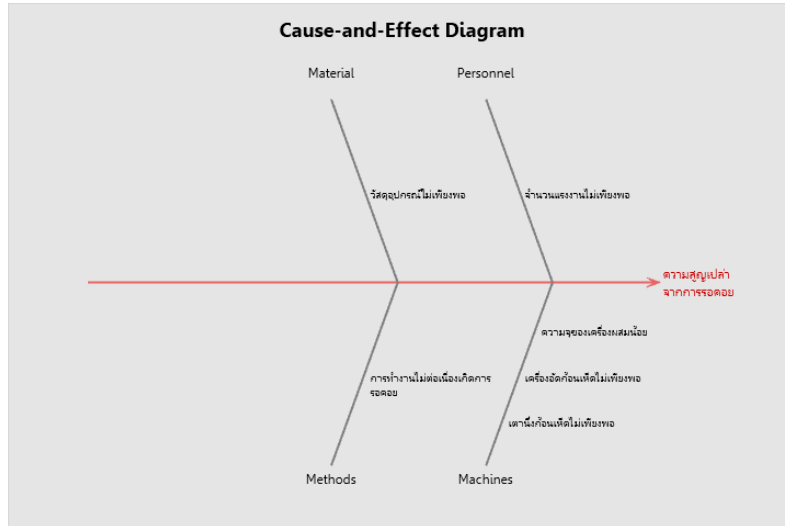 Cause-and-Effect Diagram
Material
Personnel
วัสดุอุปกรณ์ไม่เพียงพอ
จำนวนแรงงานไม่เพียงพอ
ความสูญเปล่า
จากการรอคอย
ความจุของเครื่องผสมน้อย
การทำงานไม่ต่อเนื่องเกิดการ
รอคอย
เครื่องอัดก้อนเห็ดไม่เพียงพอ
เตานึ่งก้อนเห็ดไม่เพียงพอ
Methods
Machines